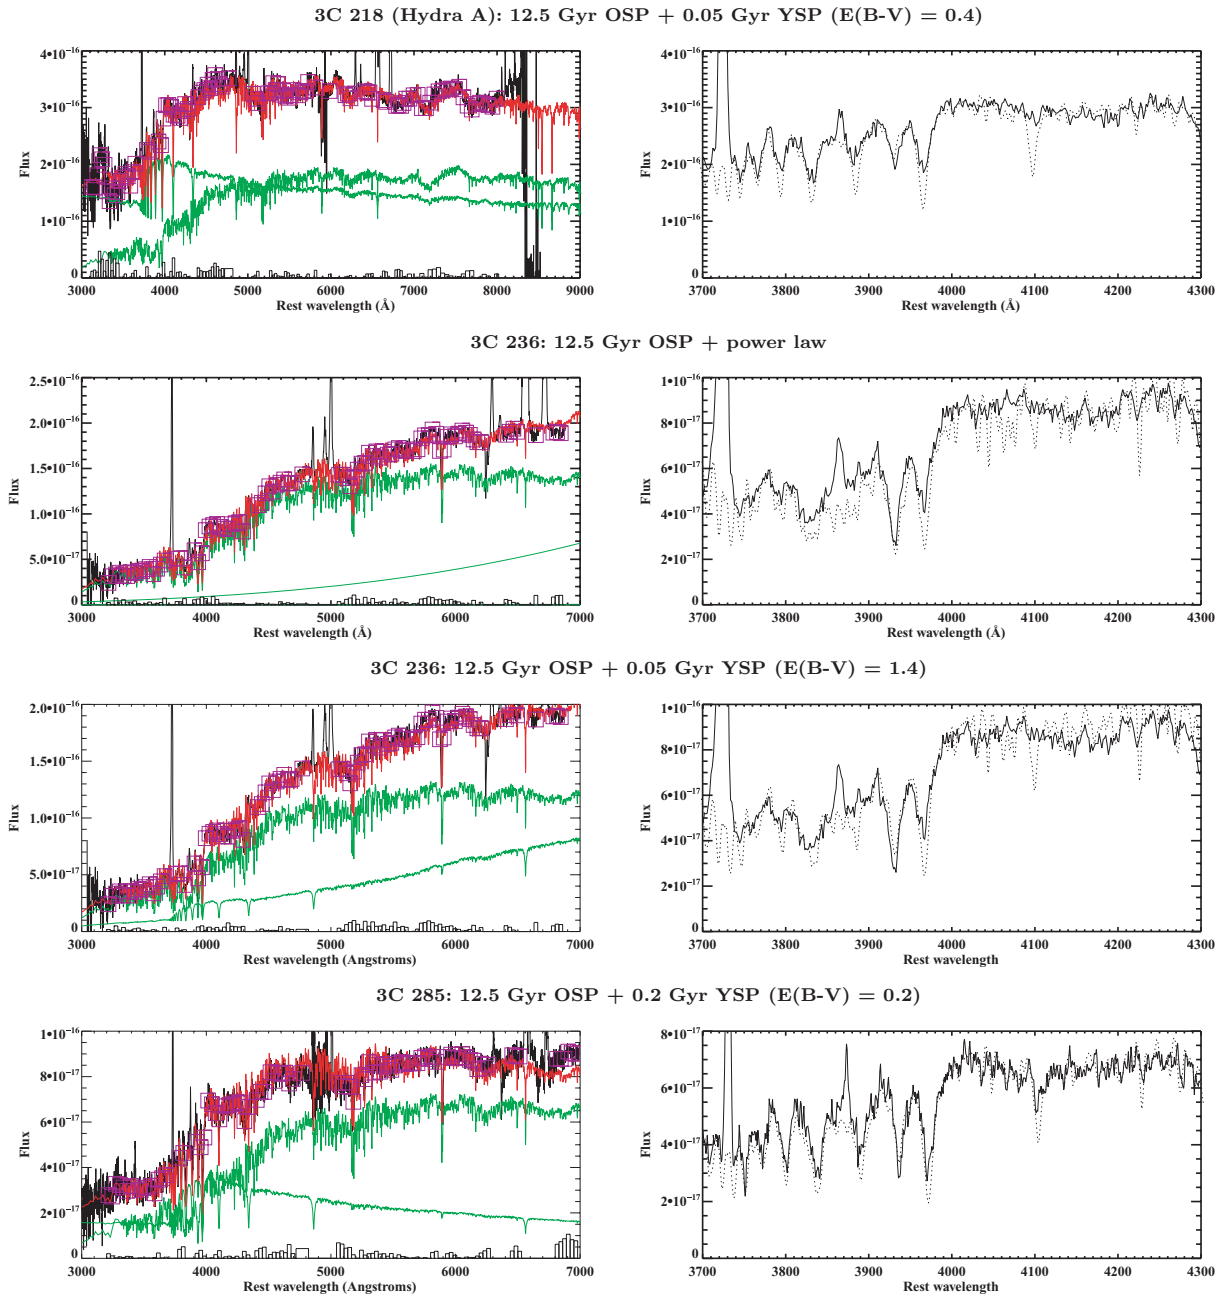 3C 218 (Hydra A): 12.5 Gyr OSP + 0.05 Gyr YSP (E(B-V) = 0.4)
4•10⁻¹⁶
3•10⁻¹⁶
2•10⁻¹⁶
1•10⁻¹⁶
0
Flux
3000 4000 5000 6000 7000 8000 9000
Rest wavelength (Å)
4•10⁻¹⁶
3•10⁻¹⁶
2•10⁻¹⁶
1•10⁻¹⁶
0
Flux
3700 3800 3900 4000 4100 4200 4300
Rest wavelength (Å)
3C 236: 12.5 Gyr OSP + power law
2.5•10⁻¹⁶
2.0•10⁻¹⁶
1.5•10⁻¹⁶
1.0•10⁻¹⁶
5.0•10⁻¹⁷
0
Flux
3000 4000 5000 6000 7000
Rest wavelength (Å)
1•10⁻¹⁶
8•10⁻¹⁷
6•10⁻¹⁷
4•10⁻¹⁷
2•10⁻¹⁷
0
Flux
3700 3800 3900 4000 4100 4200 4300
Rest wavelength (Å)
3C 236: 12.5 Gyr OSP + 0.05 Gyr YSP (E(B-V) = 1.4)
2.0•10⁻¹⁶
1.5•10⁻¹⁶
1.0•10⁻¹⁶
5.0•10⁻¹⁷
0
Flux
3000 4000 5000 6000 7000
Rest wavelength (Angstroms)
1•10⁻¹⁶
8•10⁻¹⁷
6•10⁻¹⁷
4•10⁻¹⁷
2•10⁻¹⁷
0
Flux
3700 3800 3900 4000 4100 4200 4300
Rest wavelength
3C 285: 12.5 Gyr OSP + 0.2 Gyr YSP (E(B-V) = 0.2)
1•10⁻¹⁶
8•10⁻¹⁷
6•10⁻¹⁷
4•10⁻¹⁷
2•10⁻¹⁷
0
Flux
3000 4000 5000 6000 7000
Rest wavelength (Angstroms)
8•10⁻¹⁷
6•10⁻¹⁷
4•10⁻¹⁷
2•10⁻¹⁷
0
Flux
3700 3800 3900 4000 4100 4200 4300
Rest wavelength